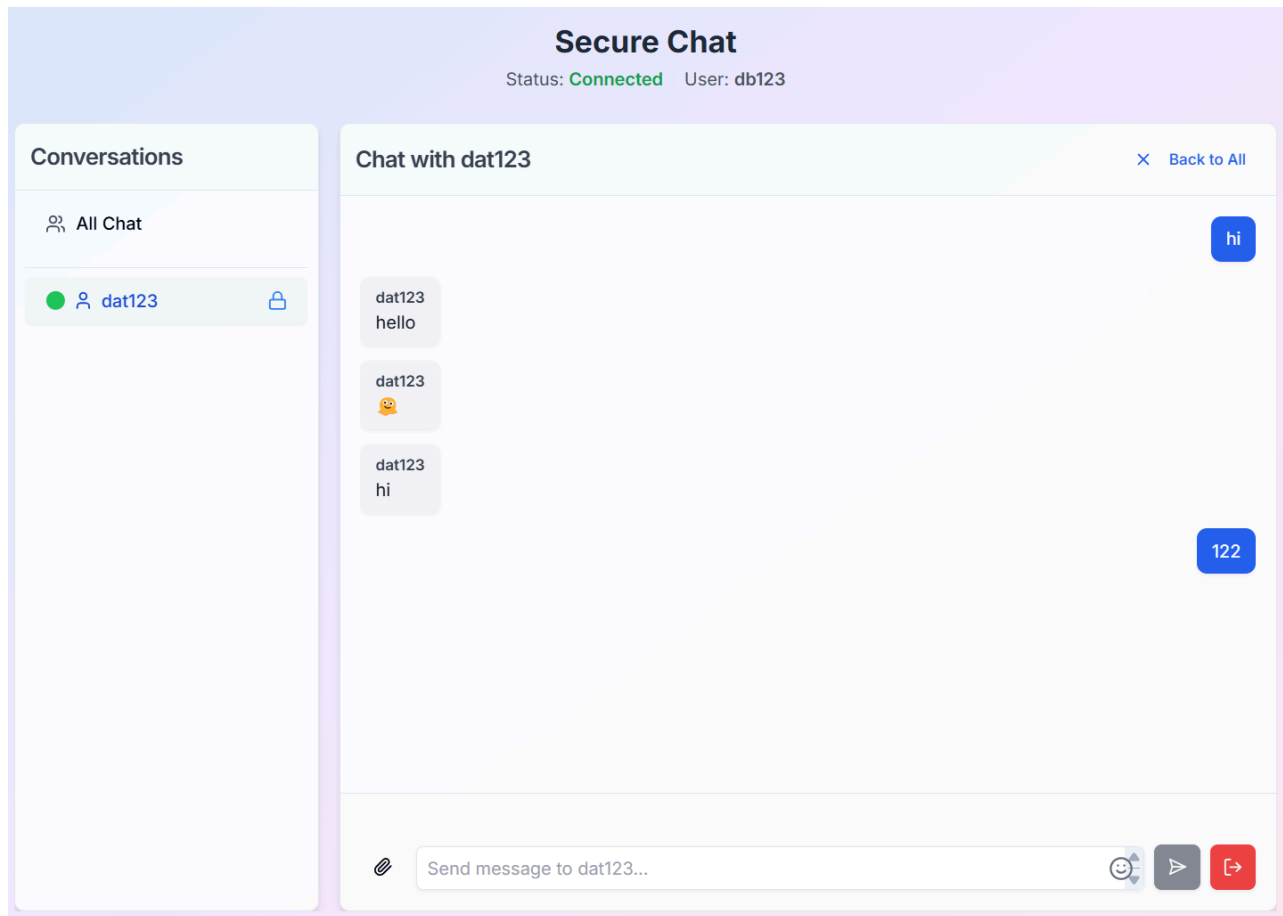 Secure Chat
Status: Connected User: db123
Conversations
All Chat
dat123
Chat with dat123
Back to All
hi
dat123
hello
dat123
🫠
dat123
hi
122
Send message to dat123...